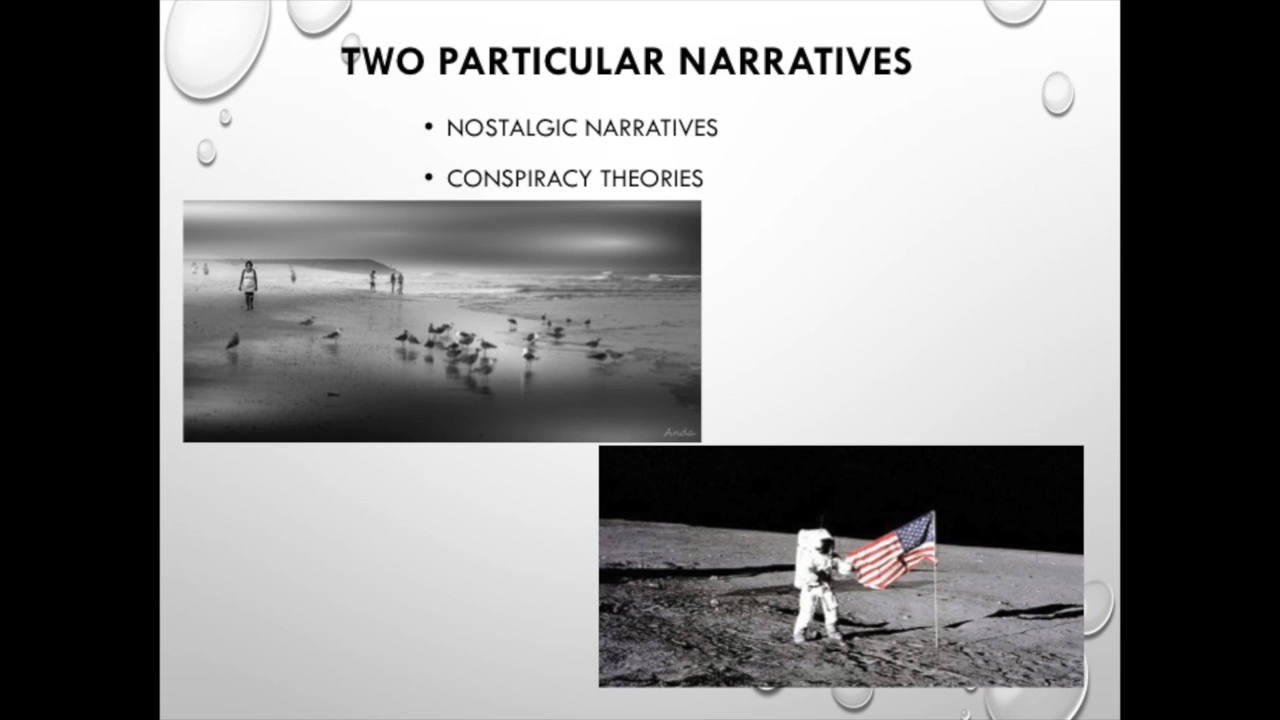 TWO PARTICULAR NARRATIVES
• NOSTALGIC NARRATIVES
• CONSPIRACY THEORIES
Anda